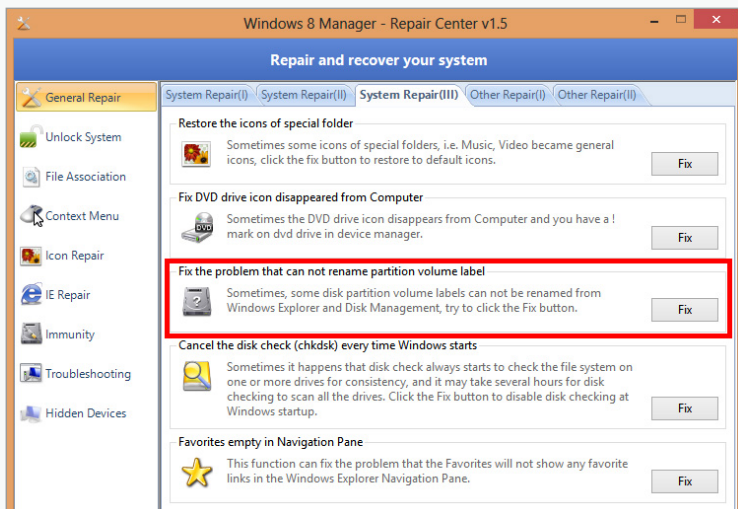 Windows 8 Manager - Repair Center v1.5
Repair and recover your system
General Repair
Unlock System
File Association
Context Menu
Icon Repair
IE Repair
Immunity
Troubleshooting
Hidden Devices
System Repair(I) System Repair(II) System Repair(III) Other Repair(I) Other Repair(II)
Restore the icons of special folder
Sometimes some icons of special folders, i.e. Music, Video became general
icons, click the fix button to restore to default icons.
Fix
Fix DVD drive icon disappeared from Computer
DVD
Sometimes the DVD drive icon disappears from Computer and you have a !
mark on dvd drive in device manager.
Fix
Fix the problem that can not rename partition volume label
Sometimes, some disk partition volume labels can not be renamed from
Windows Explorer and Disk Management, try to click the Fix button.
Fix
Cancel the disk check (chkdsk) every time Windows starts
Sometimes it happens that disk check always starts to check the file system on
one or more drives for consistency, and it may take several hours for disk
checking to scan all the drives. Click the Fix button to disable disk checking at
Windows startup.
Fix
Favorites empty in Navigation Pane
This function can fix the problem that the Favorites will not show any favorite
links in the Windows Explorer Navigation Pane.
Fix